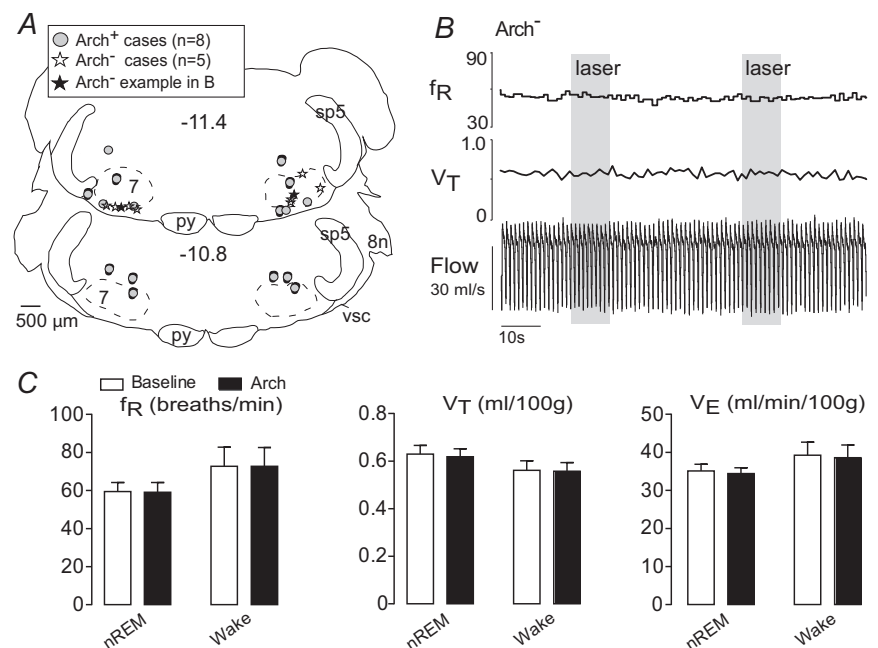 A
Arch+ cases (n=8)
Arch- cases (n=5)
Arch- example in B
-11.4
sp5
7
py
-10.8
sp5
8n
7
500 µm
py
vsc
B
Arch-
90
laser
laser
fR
30
1.0
VT
0
Flow
30 ml/s
10s
C
Baseline
Arch
fR (breaths/min)
100
80
60
40
20
0
nREM
Wake
VT (ml/100g)
0.8
0.6
0.4
0.2
0
nREM
Wake
VE (ml/min/100g)
50
40
30
20
10
0
nREM
Wake